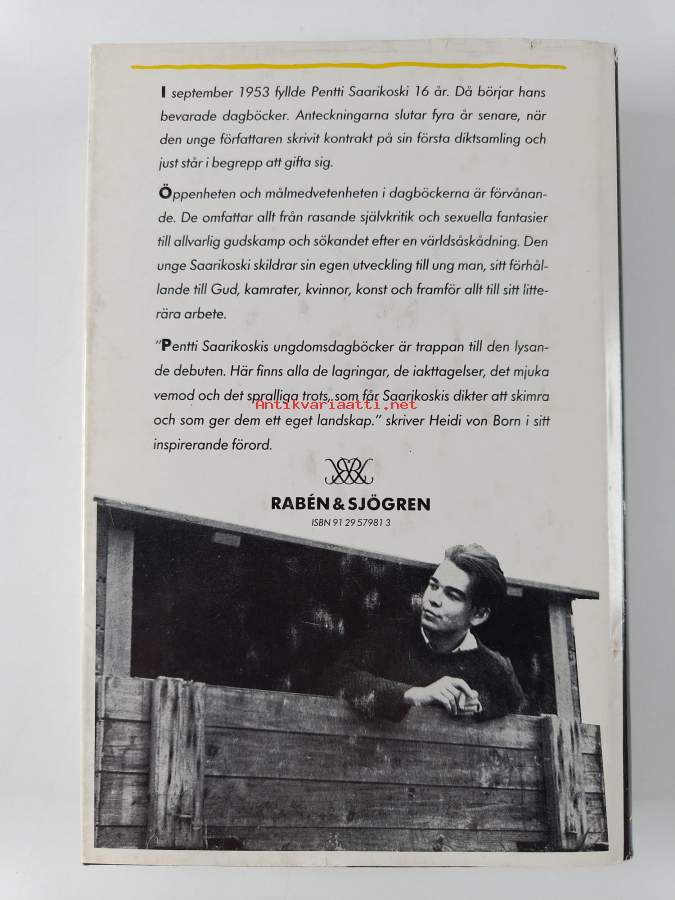 I september 1953 fyllde Pentti Saarikoski 16 år. Då börjar hans
bevarade dagböcker. Anteckningarna slutar fyra år senare, när
den unge författaren skrivit kontrakt på sin första diktsamling och
just står i begrepp att gifta sig.
Öppenheten och målmedvetenheten i dagböckerna är förvånan-
de. De omfattar allt från rasande självkritik och sexuella fantasier
till allvarlig gudskamp och sökandet efter en världsåskådning. Den
unge Saarikoski skildrar sin egen utveckling till ung man, sitt förhål-
lande till Gud, kamrater, kvinnor, konst och framför allt till sitt litte-
rära arbete.
"Pentti Saarikoskis ungdomsdagböcker är trappan till den lysan-
de debuten. Här finns alla de lagringar, de iakttagelser, det mjuka
vemod och det spralliga trots, som får Saarikoskis dikter att skimra
Antikvariaatti.net
och som ger dem ett eget landskap." skriver Heidi von Born i sitt
inspirerande förord.
RABÉN & SJÖGREN
ISBN 91 29 57981 3